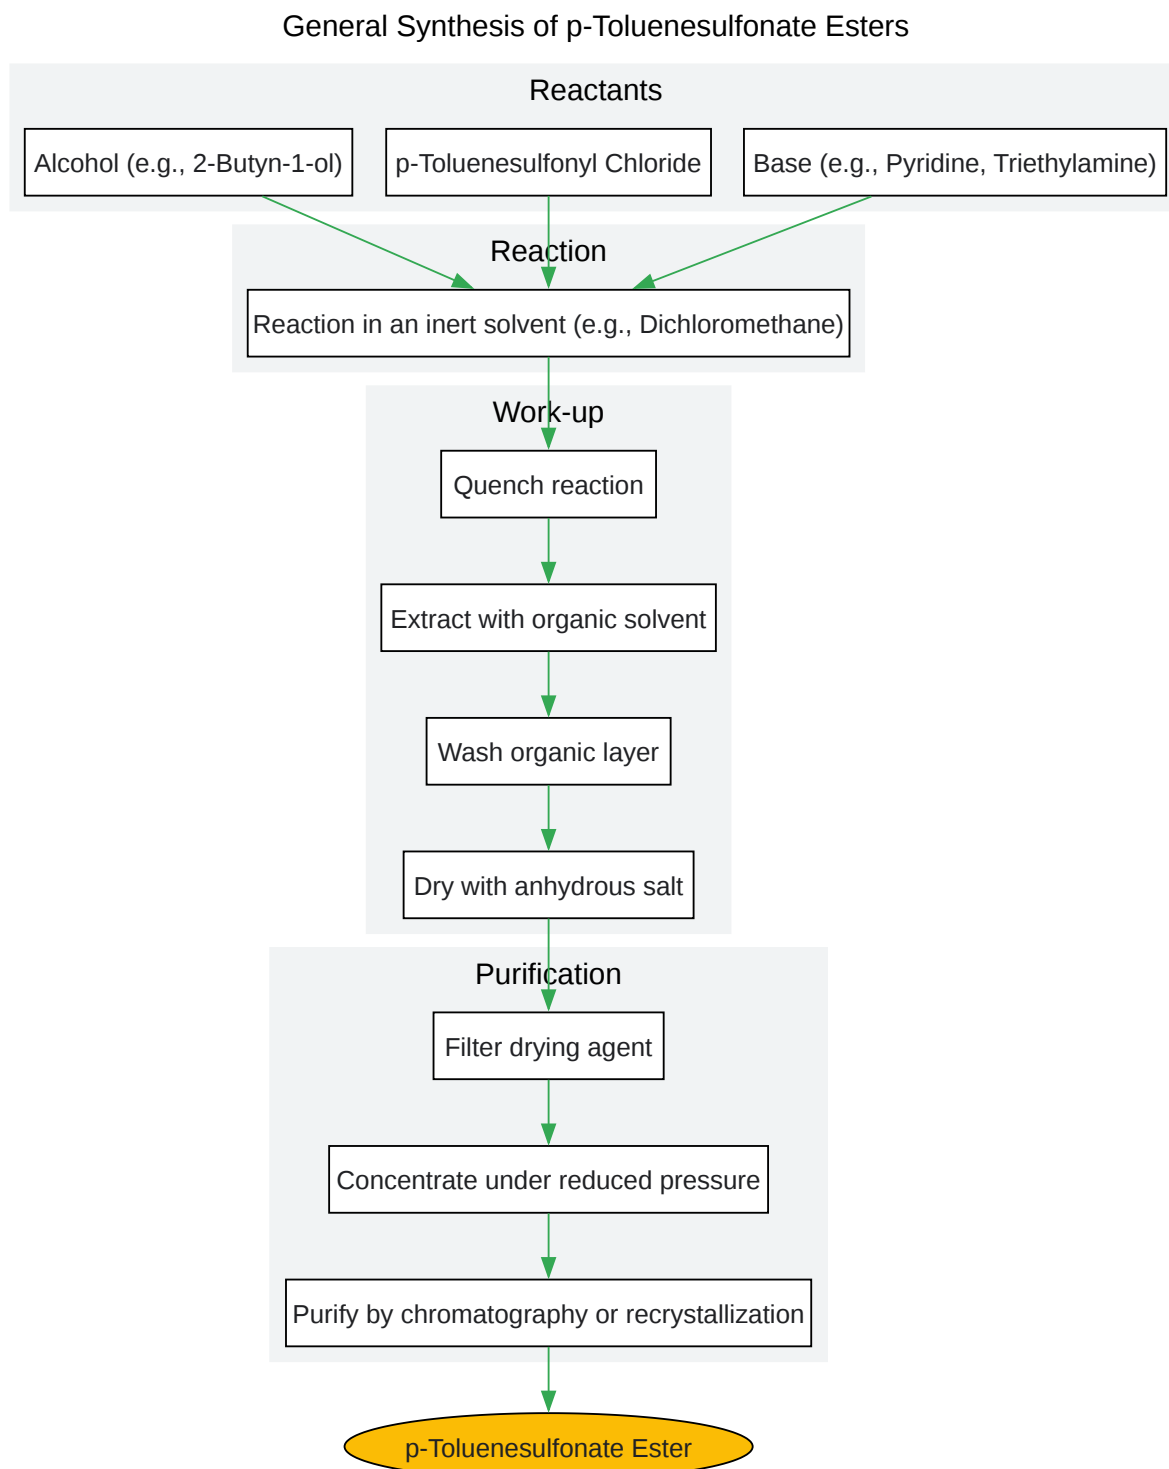 General Synthesis of p-Toluenesulfonate Esters
Reactants
Alcohol (e.g., 2-Butyn-1-ol)
p-Toluenesulfonyl Chloride
Base (e.g., Pyridine, Triethylamine)
Reaction
Reaction in an inert solvent (e.g., Dichloromethane)
Work-up
Quench reaction
Extract with organic solvent
Wash organic layer
Dry with anhydrous salt
Purification
Filter drying agent
Concentrate under reduced pressure
Purify by chromatography or recrystallization
p-Toluenesulfonate Ester